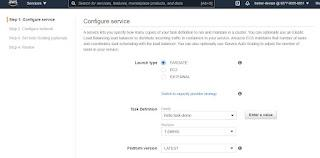 aws
Services
Search for services, features, marketplace products, and docs
Step 1: Configure service
Step 2: Configure network
Step 3: Set Auto Scaling (optional)
Step 4: Review
Configure service
A service lets you specify how many copies of your task definition to run and maintain in a cluster. You can optionally use an Elastic
Load Balancing load balancer to distribute incoming traffic to containers in your service. Amazon ECS maintains that number of tasks
and coordinates task scheduling with the load balancer. You can also optionally use Service Auto Scaling to adjust the number of
tasks in your service.
Launch type
FARGATE
EC2
EXTERNAL
Switch to capacity provider strategy
Task Definition
Family
Enter a value
Revision
1 (latest)
Platform version
LATEST